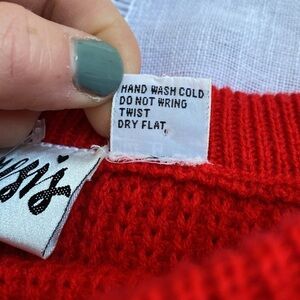 HAND WASH COLD
DO NOT WRING
TWIST
DRY FLAT